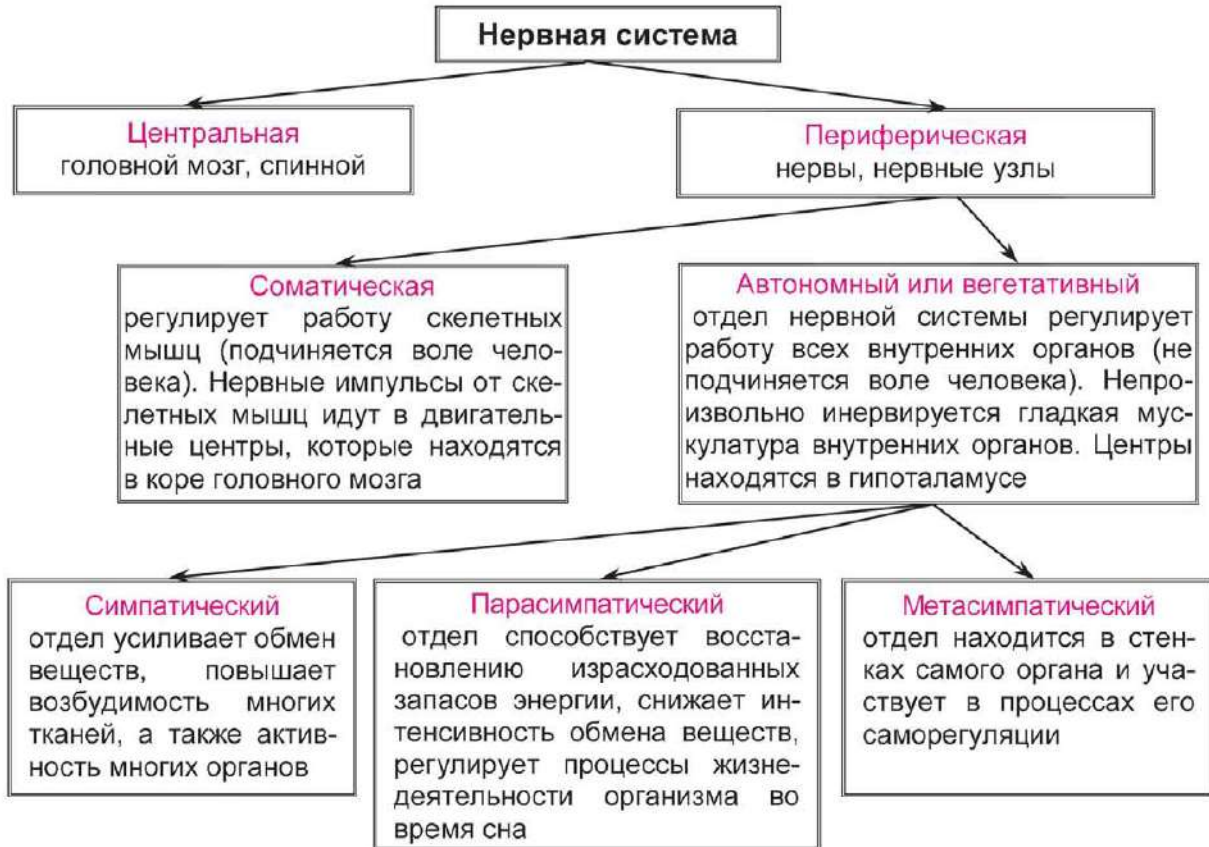 Нервная система
Центральная
головной мозг, спинной
Периферическая
нервы, нервные узлы
Соматическая
регулирует работу скелетных
мышц (подчиняется воле чело-
века). Нервные импульсы от ске-
летных мышц идут в двигатель-
ные центры, которые находятся
в коре головного мозга
Автономный или вегетативный
отдел нервной системы регулирует
работу всех внутренних органов (не
подчиняется воле человека). Непро-
извольно инервируется гладкая мус-
кулатура внутренних органов. Центры
находятся в гипоталамусе
Симпатический
отдел усиливает обмен
веществ, повышает
возбудимость многих
тканей, а также актив-
ность многих органов
Парасимпатический
отдел способствует восста-
новлению израсходованных
запасов энергии, снижает ин-
тенсивность обмена веществ,
регулирует процессы жизне-
деятельности организма во
время сна
Метасимпатический
отдел находится в стен-
ках самого органа и уча-
ствует в процессах его
саморегуляции